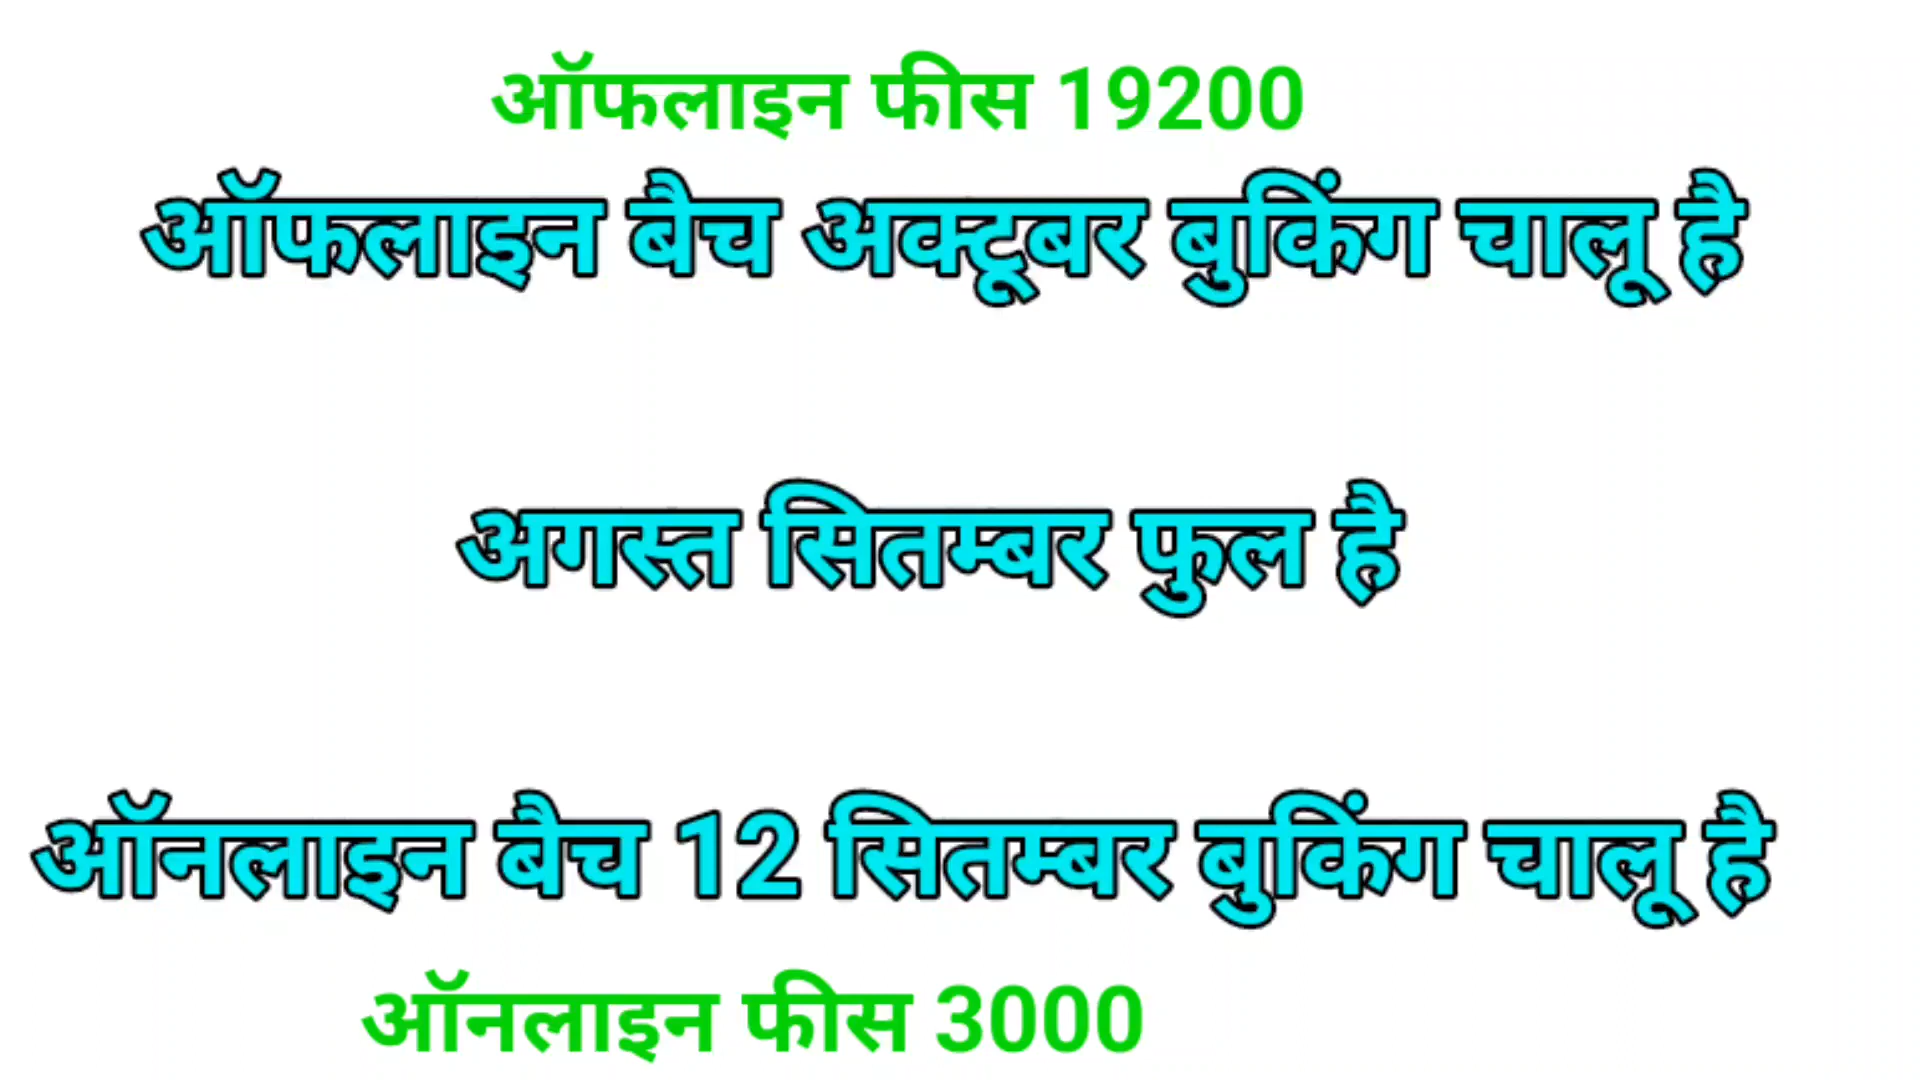 ऑफलाइन फीस 19200
ऑफलाइन बैच अक्टूबर बुकिंग चालू है
अगस्त सितम्बर फुल है
ऑनलाइन बैच 12 सितम्बर बुकिंग चालू है
ऑनलाइन फीस 3000